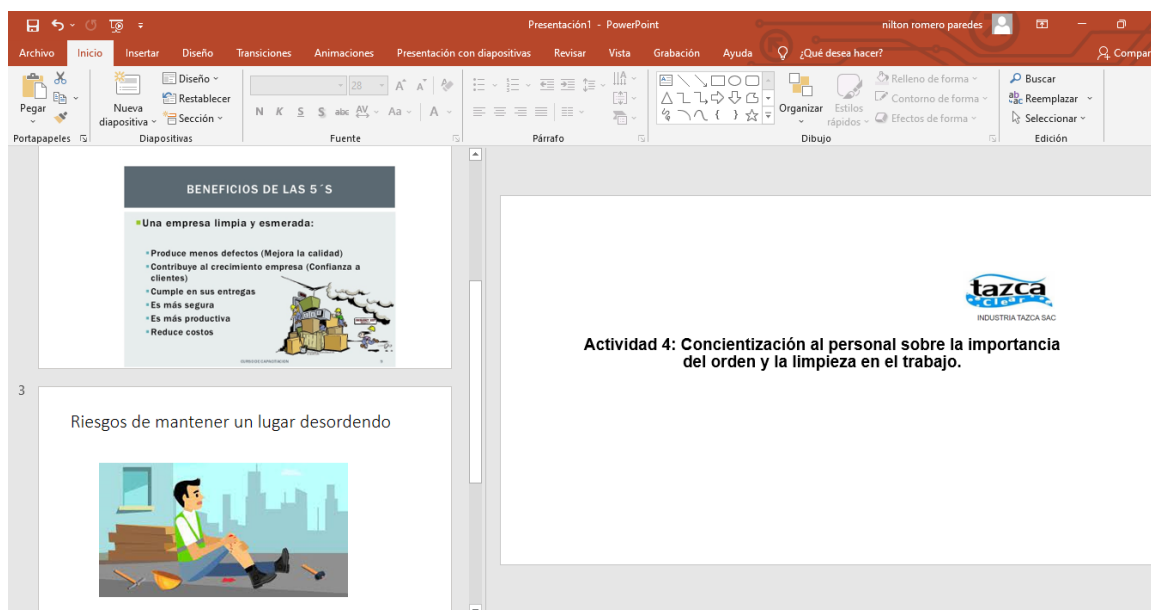 Presentación1 - PowerPoint
nilton romero paredes
Archivo Inicio Insertar Diseño Transiciones Animaciones Presentación con diapositivas Revisar Vista Grabación Ayuda ¿Qué desea hacer? Compar
Pegar
Portapapeles
Nueva
diapositiva
Diseño
Restablecer
Sección
Diapositivas
28
N K S S abc AV Aa A
Fuente
Párrafo
Organizar
Estilos
rápidos
Relleno de forma
Contorno de forma
Efectos de forma
Dibujo
Buscar
Reemplazar
Seleccionar
Edición
BENEFICIOS DE LAS 5´S
Una empresa limpia y esmerada:
Produce menos defectos (Mejora la calidad)
Contribuye al crecimiento empresa (Confianza a
clientes)
Cumple en sus entregas
Es más segura
Es más productiva
Reduce costos
3
Riesgos de mantener un lugar desordendo
tazca
INDUSTRIA TAZCA SAC
Actividad 4: Concientización al personal sobre la importancia
del orden y la limpieza en el trabajo.